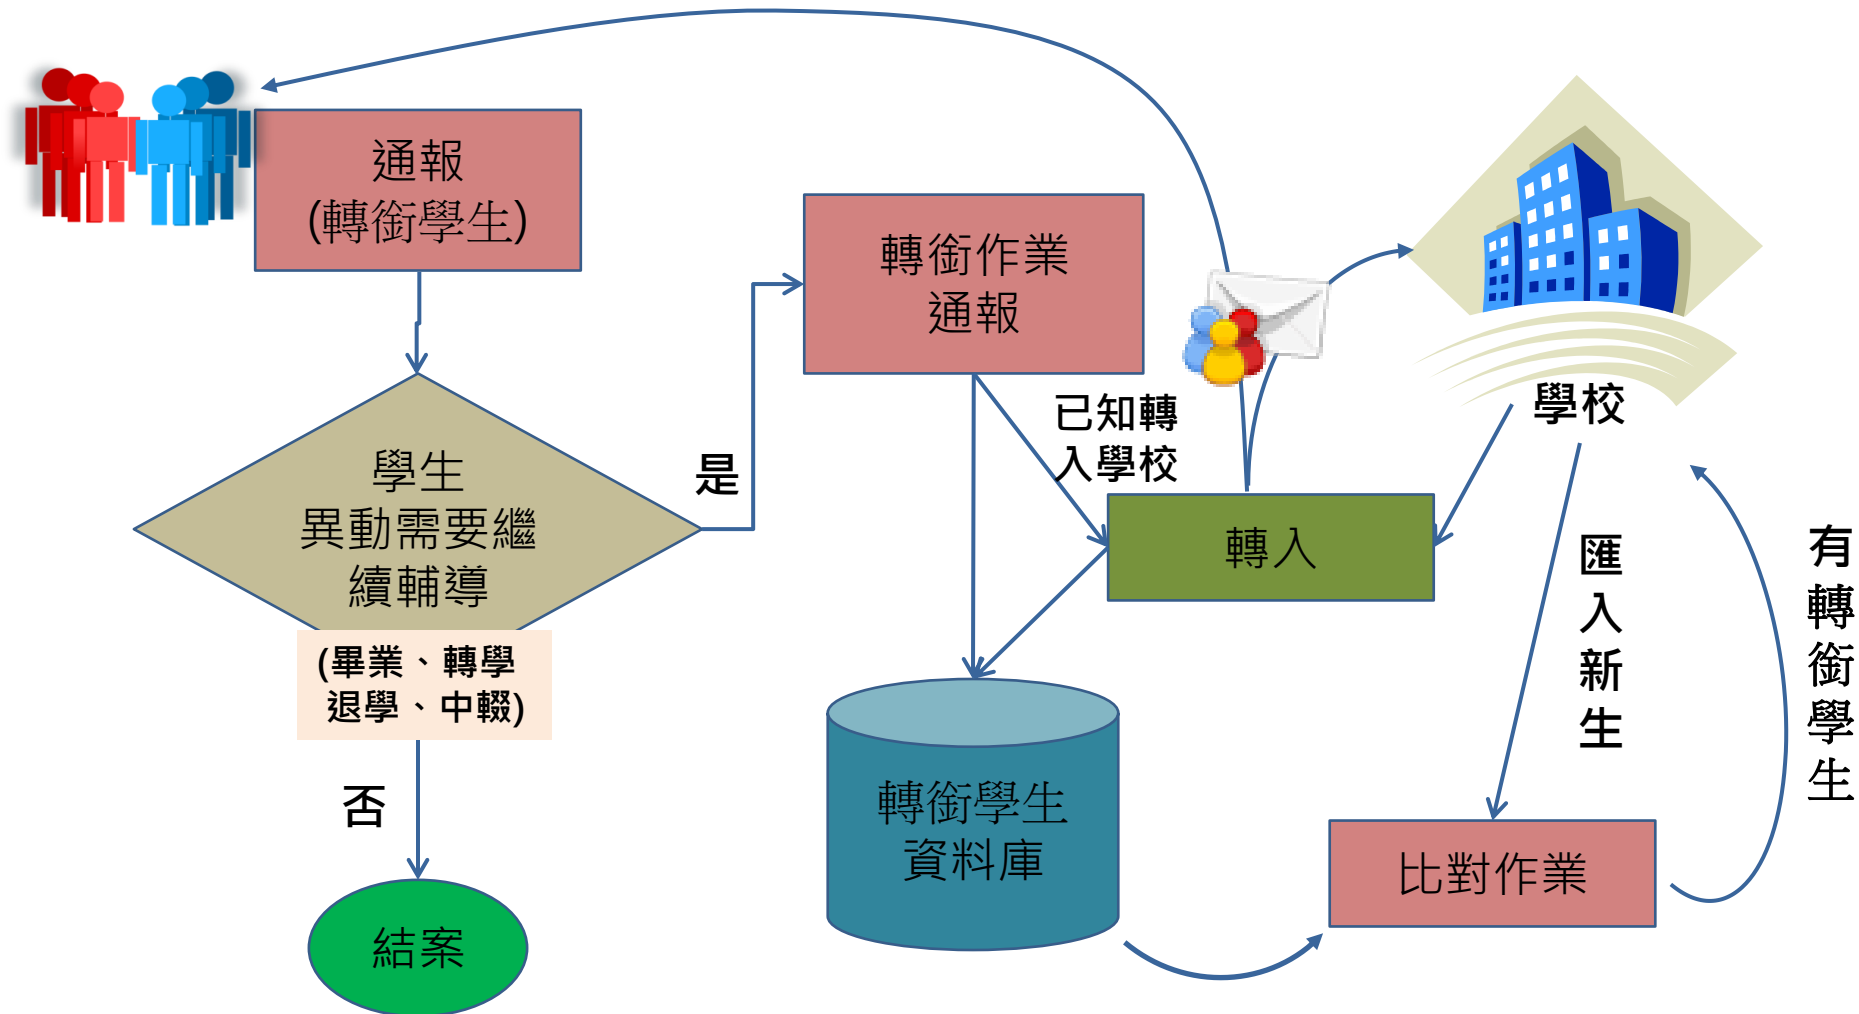 通報
(轉銜學生)
學生
異動需要繼
續輔導
(畢業、轉學
退學、中輟)
否
結案
是
轉銜作業
通報
已知轉
入學校
轉入
轉銜學生
資料庫
學校
匯入新生
比對作業
有轉銜學生